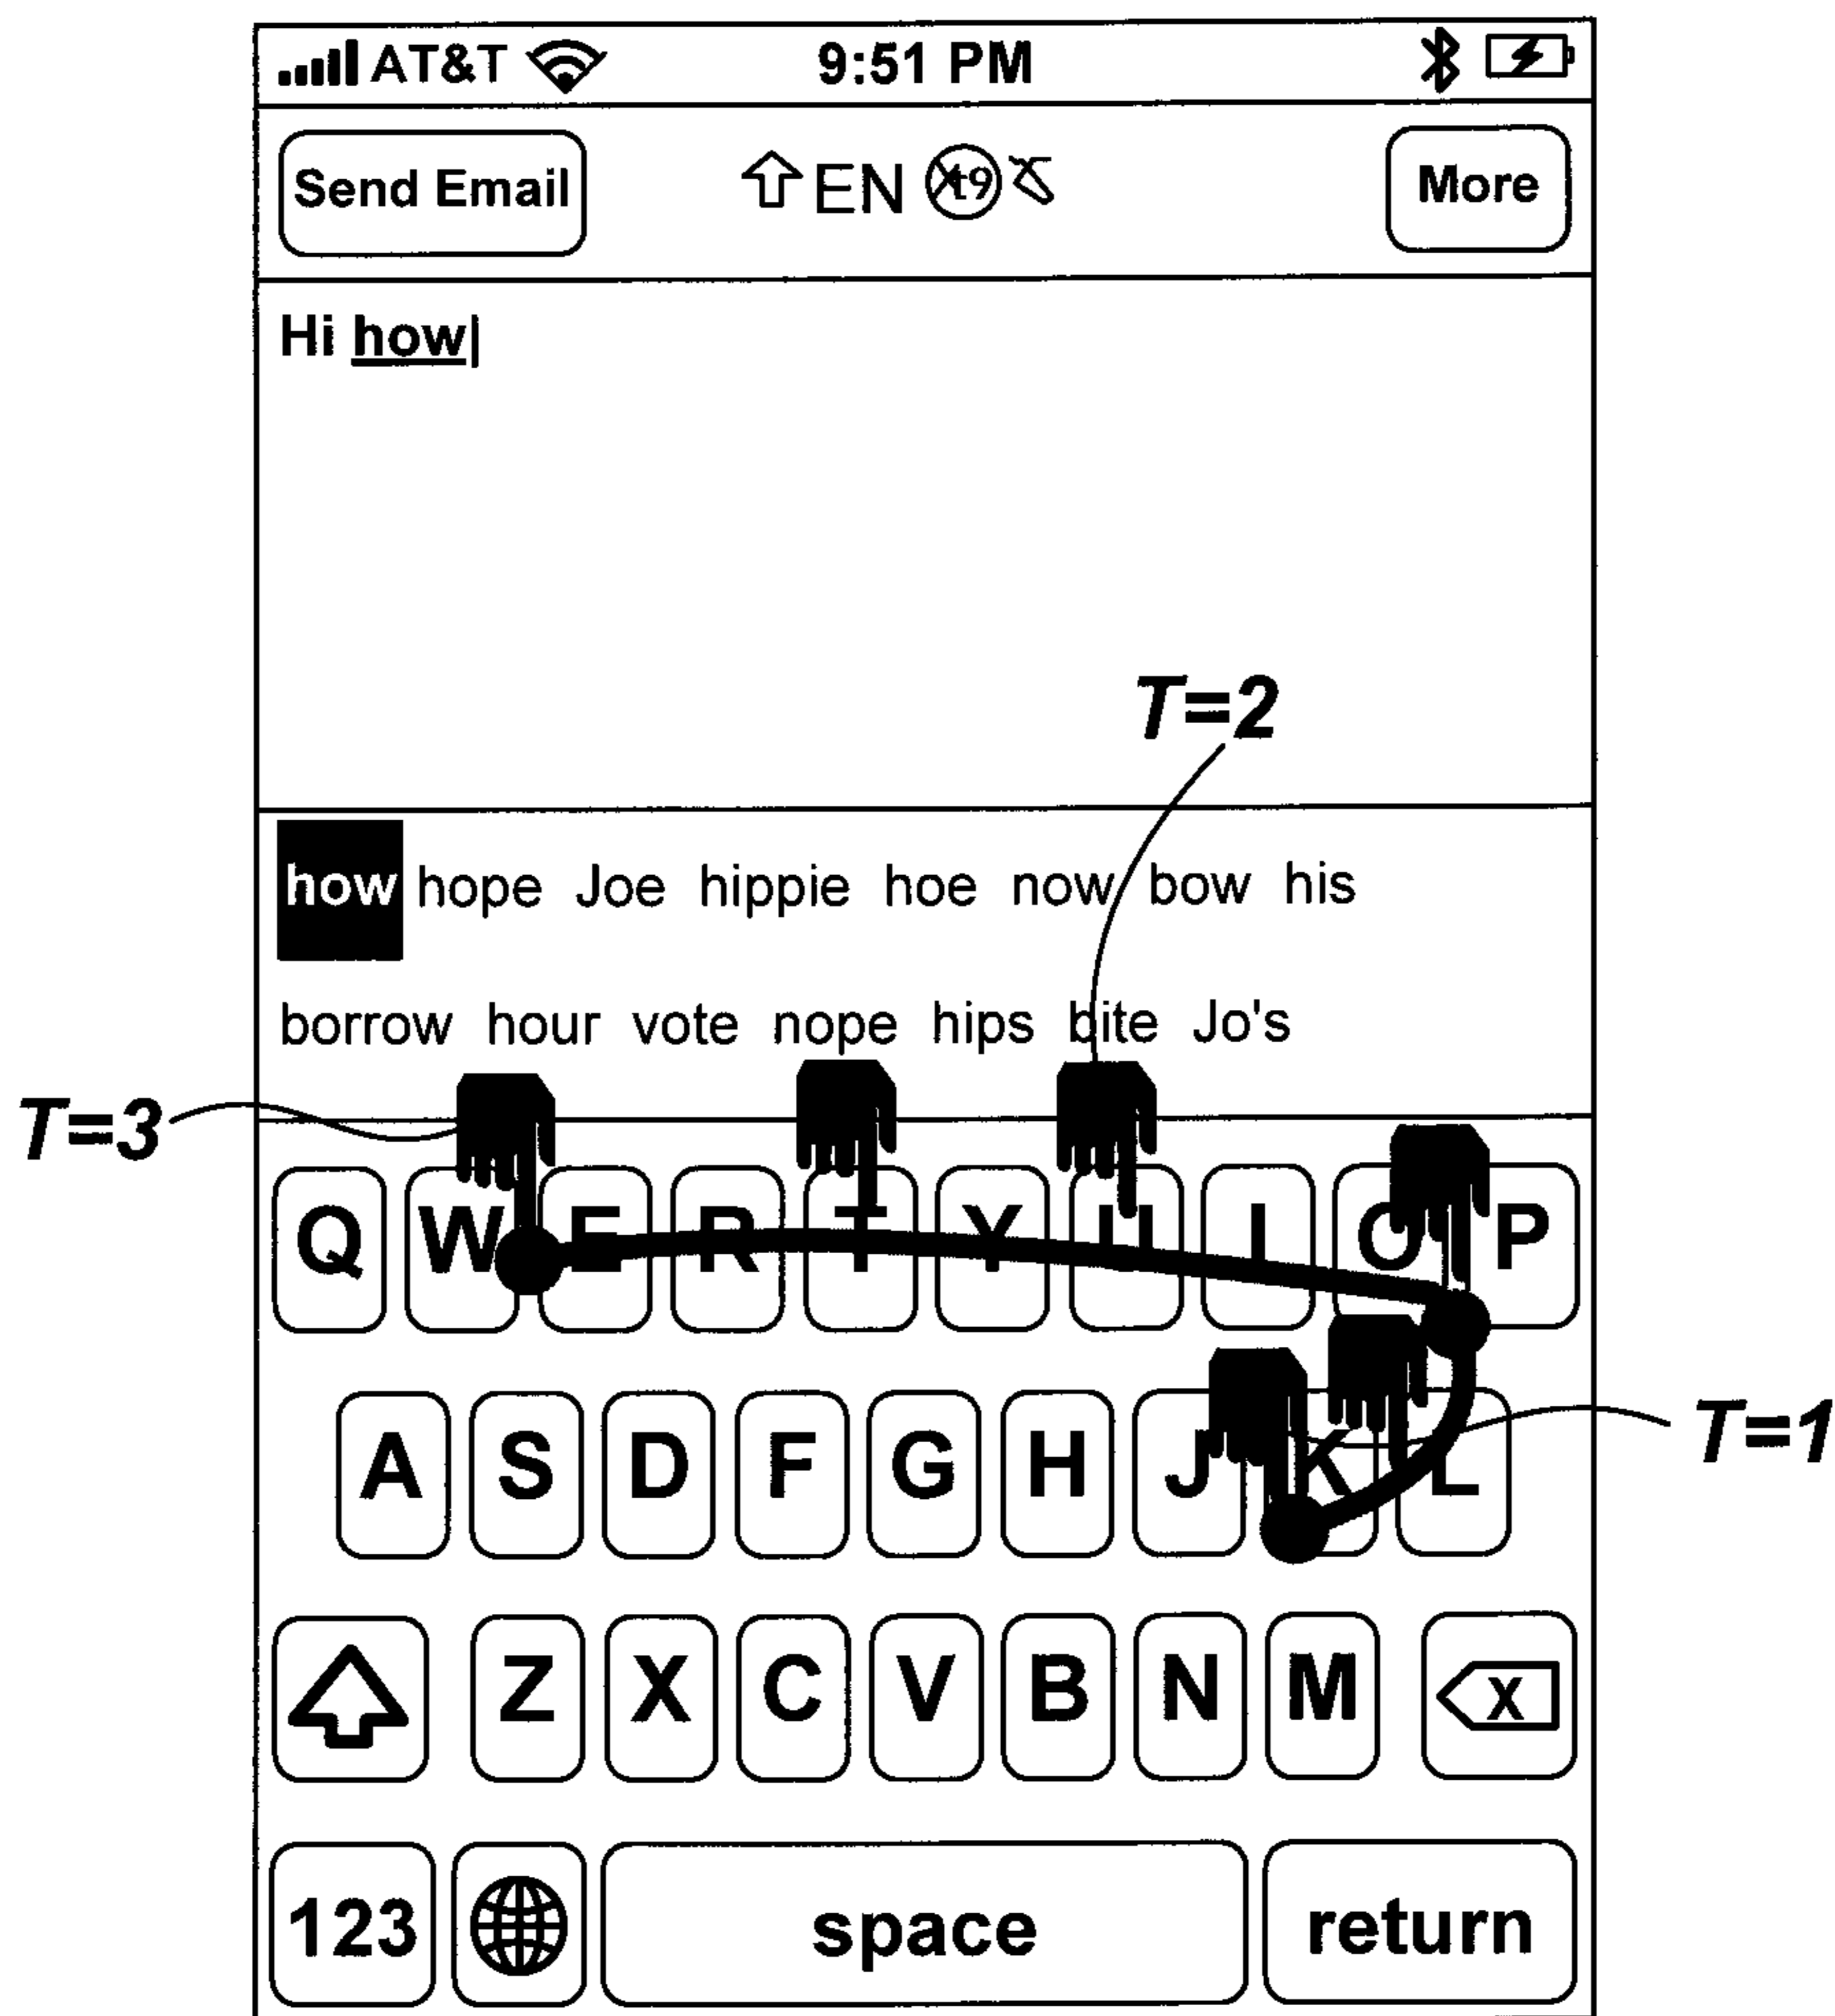 AT&T 9:51 PM
Send Email EN Xt9 More
Hi how
T=2
how hope Joe hippie hoe now bow his
borrow hour vote nope hips bite Jo's
T=3
Q W E R T Y U I O P
T=1
A S D F G H J K L
Z X C V B N M X
123 space return